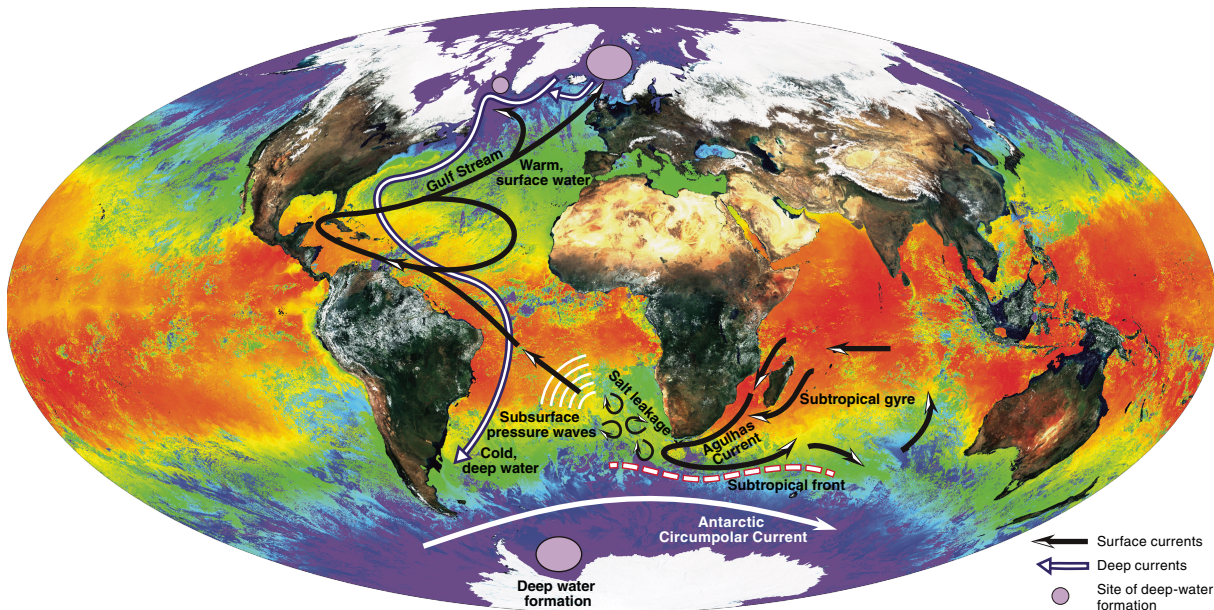 Gulf Stream
Warm,
surface water
Salt leakage
Subsurface
pressure waves
Subtropical gyre
Agulhas
Current
Cold,
deep water
Subtropical front
Antarctic
Circumpolar Current
Deep water
formation
Surface currents
Deep currents
Site of deep-water
formation